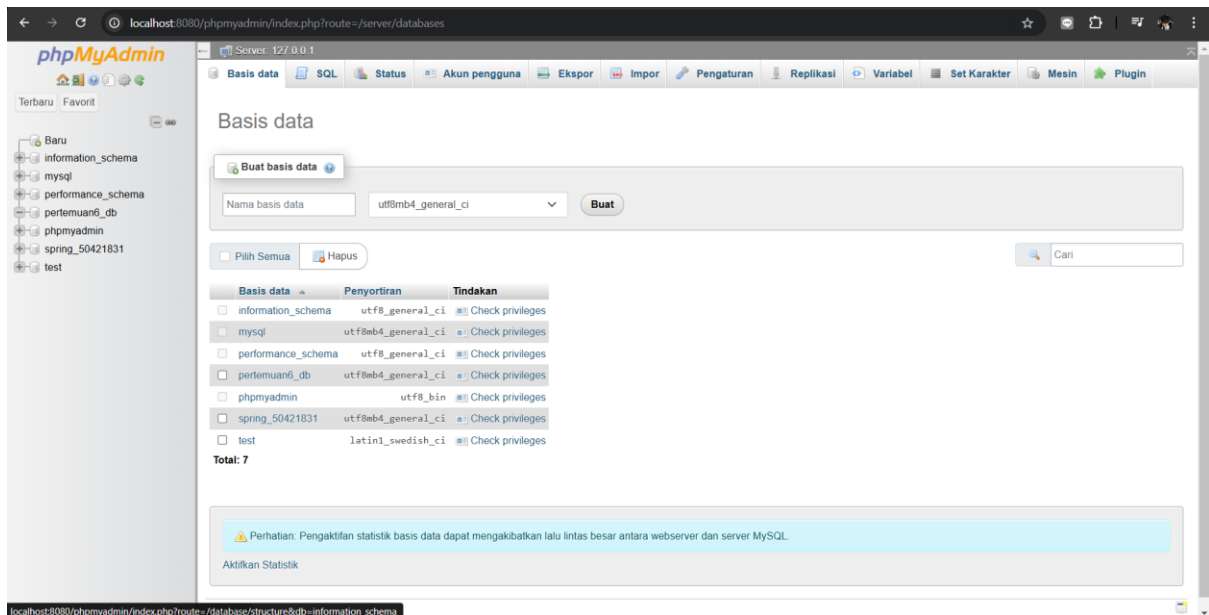 localhost:8080/phpmyadmin/index.php?route=/server/databases
phpMyAdmin
Terbaru Favorit
Baru
information_schema
mysql
performance_schema
pertemuan6_db
phpmyadmin
spring_50421831
test
Server: 127.0.0.1
Basis data SQL Status Akun pengguna Ekspor Impor Pengaturan Replikasi Variabel Set Karakter Mesin Plugin
Basis data
Buat basis data
Nama basis data utf8mb4_general_ci Buat
Pilih Semua Hapus Cari
Basis data Penyortiran Tindakan
information_schema utf8_general_ci Check privileges
mysql utf8mb4_general_ci Check privileges
performance_schema utf8_general_ci Check privileges
pertemuan6_db utf8mb4_general_ci Check privileges
phpmyadmin utf8_bin Check privileges
spring_50421831 utf8mb4_general_ci Check privileges
test latin1_swedish_ci Check privileges
Total: 7
Perhatian: Pengaktifan statistik basis data dapat mengakibatkan lalu lintas besar antara webserver dan server MySQL.
Aktifkan Statistik
localhost:8080/phpmyadmin/index.php?route=/database/structure&db=information_schema